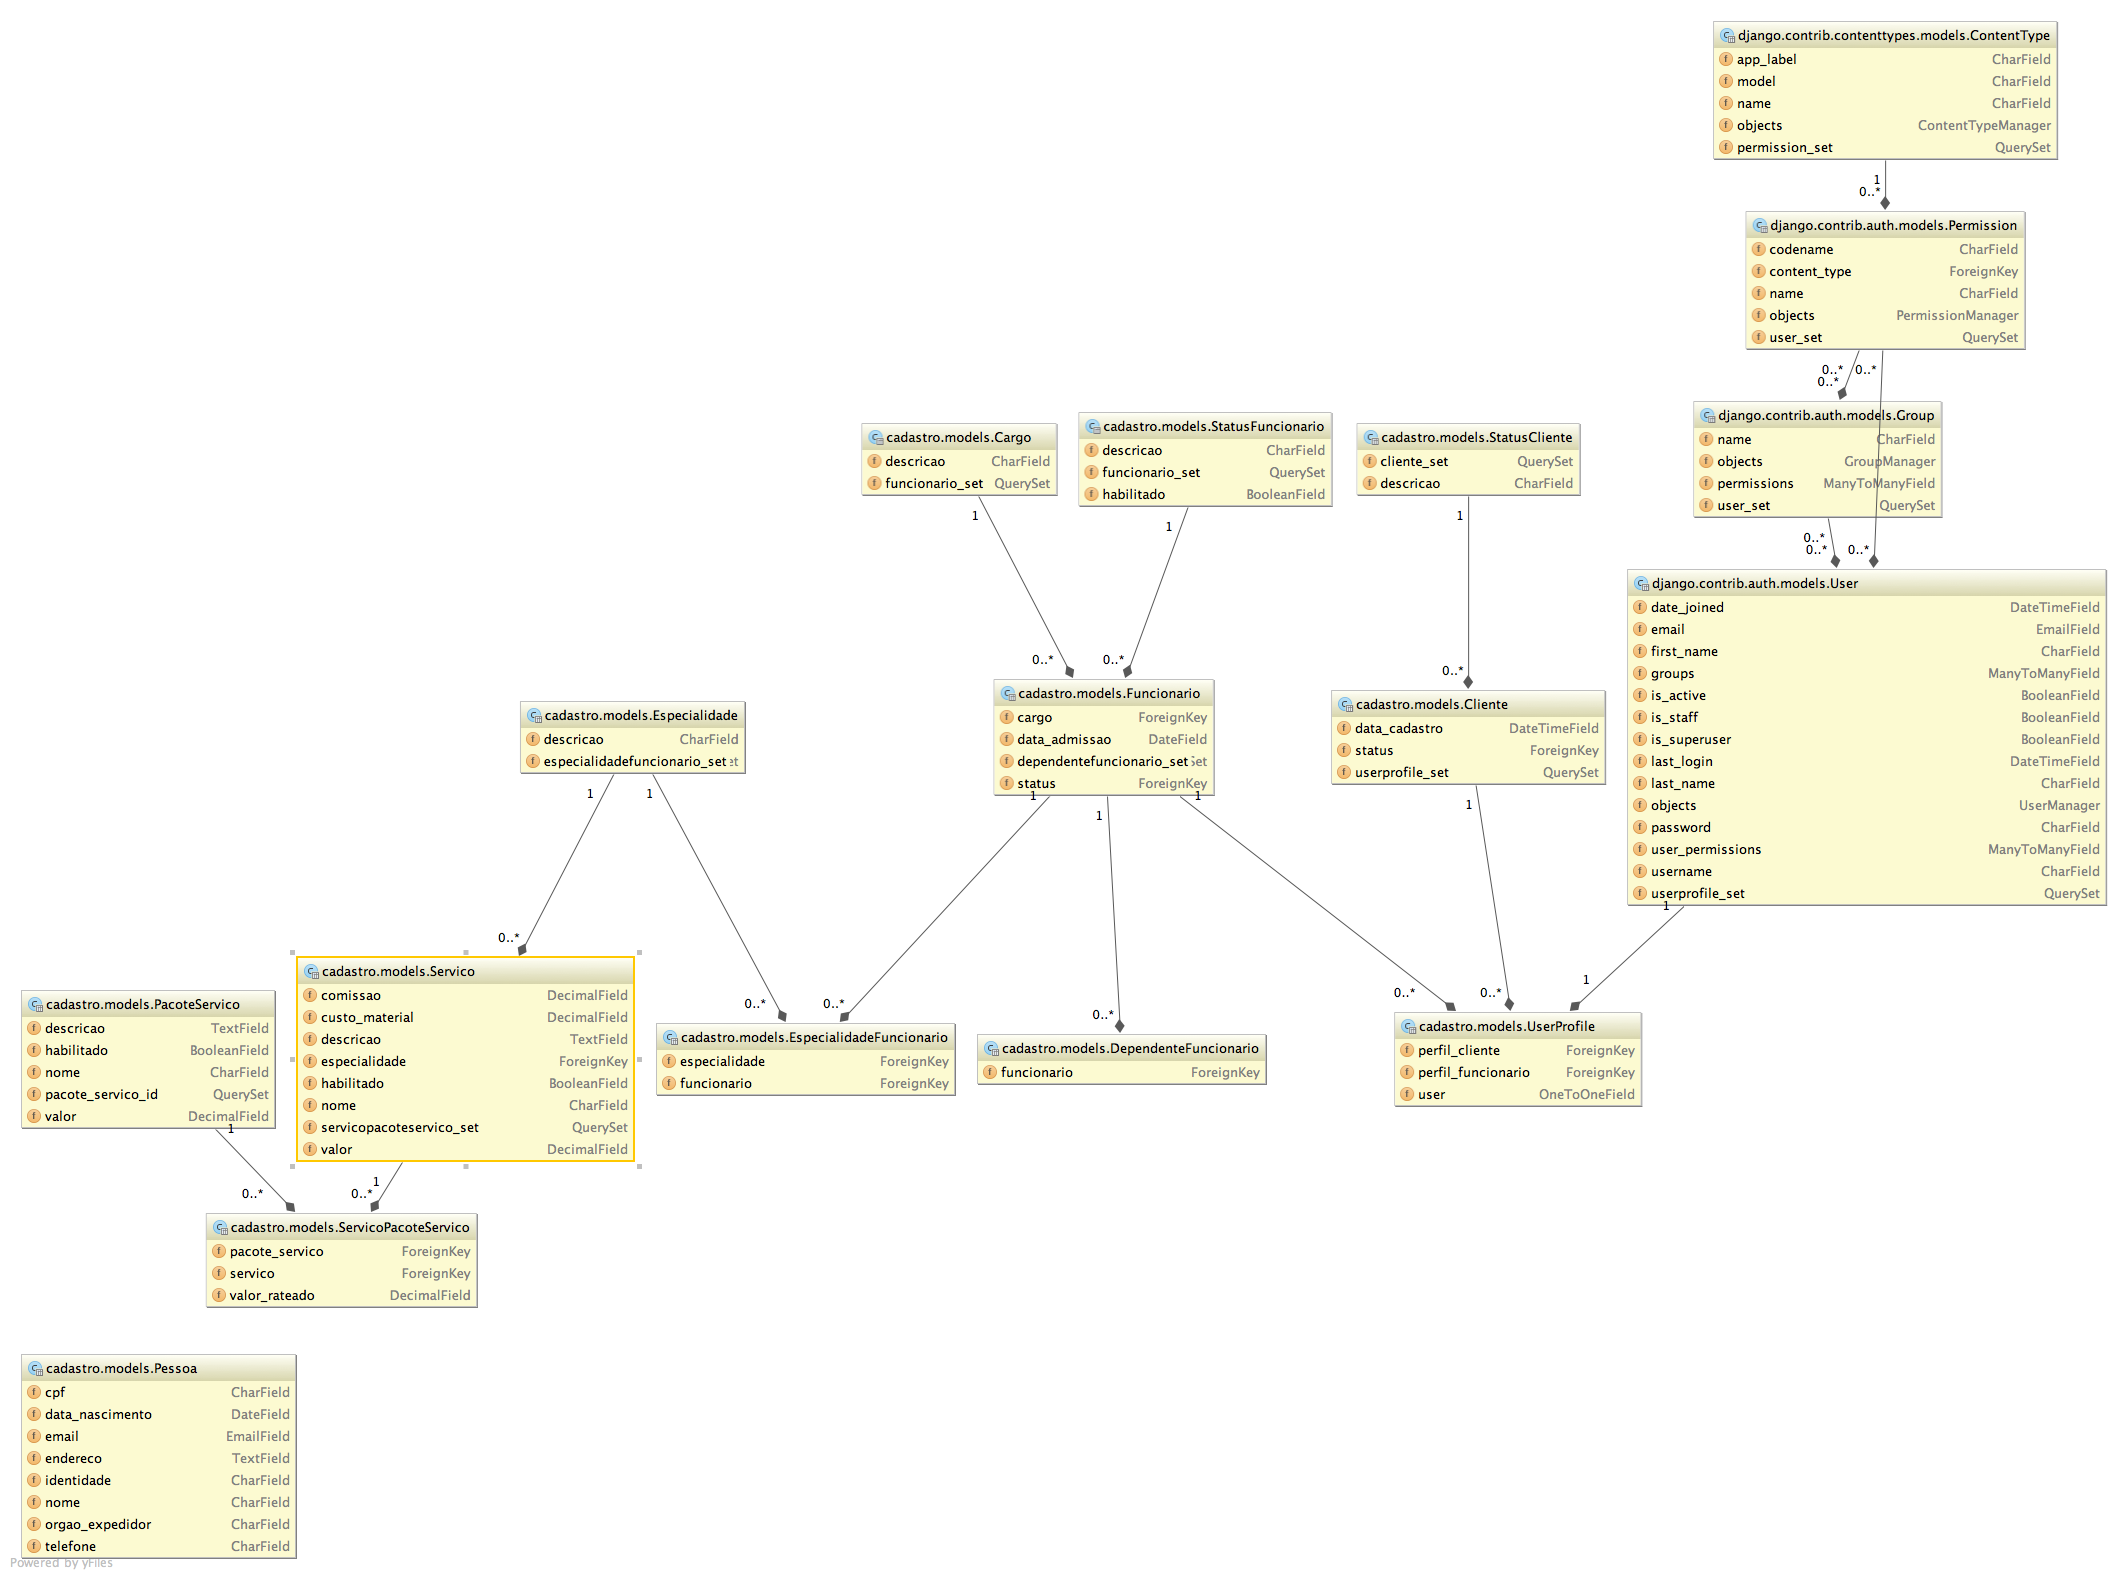 django.contrib.contenttypes.models.ContentType
app_label CharField
model CharField
name CharField
objects ContentTypeManager
permission_set QuerySet
1
0..*
django.contrib.auth.models.Permission
codename CharField
content_type ForeignKey
name CharField
objects PermissionManager
user_set QuerySet
0..* 0..*
0..*
django.contrib.auth.models.Group
name CharField
objects GroupManager
permissions ManyToManyField
user_set QuerySet
0..*
0..* 0..*
cadastro.models.Cargo
descricao CharField
funcionario_set QuerySet
1
0..*
cadastro.models.StatusFuncionario
descricao CharField
funcionario_set QuerySet
habilitado BooleanField
1
0..*
cadastro.models.StatusCliente
cliente_set QuerySet
descricao CharField
1
0..*
django.contrib.auth.models.User
date_joined DateTimeField
email EmailField
first_name CharField
groups ManyToManyField
is_active BooleanField
is_staff BooleanField
is_superuser BooleanField
last_login DateTimeField
last_name CharField
objects UserManager
password CharField
user_permissions ManyToManyField
username CharField
userprofile_set QuerySet
1
1
cadastro.models.Especialidade
descricao CharField
especialidadefuncionario_set
1 1
0..*
0..*
cadastro.models.Funcionario
cargo ForeignKey
data_admissao DateField
dependentefuncionario_set
status ForeignKey
1 1 1
0..* 0..* 0..*
cadastro.models.Cliente
data_cadastro DateTimeField
status ForeignKey
userprofile_set QuerySet
1
0..*
cadastro.models.PacoteServico
descricao TextField
habilitado BooleanField
nome CharField
pacote_servico_id QuerySet
valor DecimalField
1
0..*
cadastro.models.Servico
comissao DecimalField
custo_material DecimalField
descricao TextField
especialidade ForeignKey
habilitado BooleanField
nome CharField
servicopacoteservico_set QuerySet
valor DecimalField
1
0..*
cadastro.models.EspecialidadeFuncionario
especialidade ForeignKey
funcionario ForeignKey
cadastro.models.DependenteFuncionario
funcionario ForeignKey
cadastro.models.UserProfile
perfil_cliente ForeignKey
perfil_funcionario ForeignKey
user OneToOneField
cadastro.models.ServicoPacoteServico
pacote_servico ForeignKey
servico ForeignKey
valor_rateado DecimalField
cadastro.models.Pessoa
cpf CharField
data_nascimento DateField
email EmailField
endereco TextField
identidade CharField
nome CharField
orgao_expedidor CharField
telefone CharField
Powered by yFiles